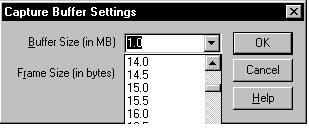 Capture Buffer Settings
Buffer Size (in MB) 1.0 OK
Frame Size (in bytes) 14.0 Cancel
14.5
15.0
15.5 Help
16.0